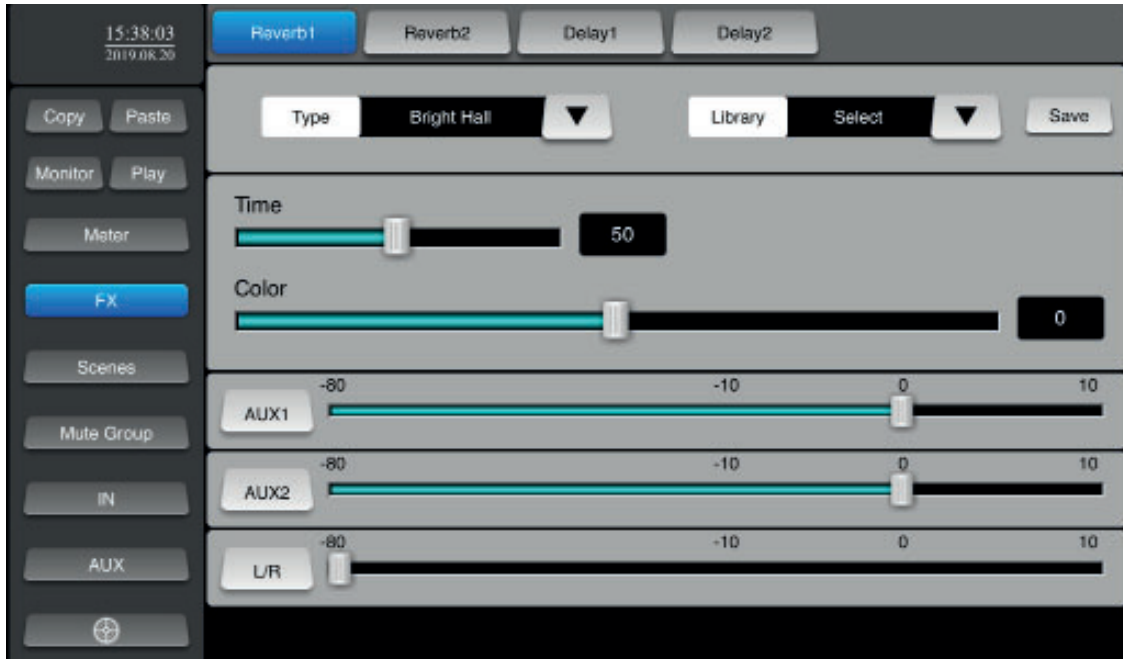 15:38:03
2019.08.20
Copy Paste
Monitor Play
Meter
FX
Scenes
Mute Group
IN
AUX
Reverb1 Reverb2 Delay1 Delay2
Type Bright Hall Library Select Save
Time
50
Color
0
-80 -10 0 10
AUX1
-80 -10 0 10
AUX2
-80 -10 0 10
L/R